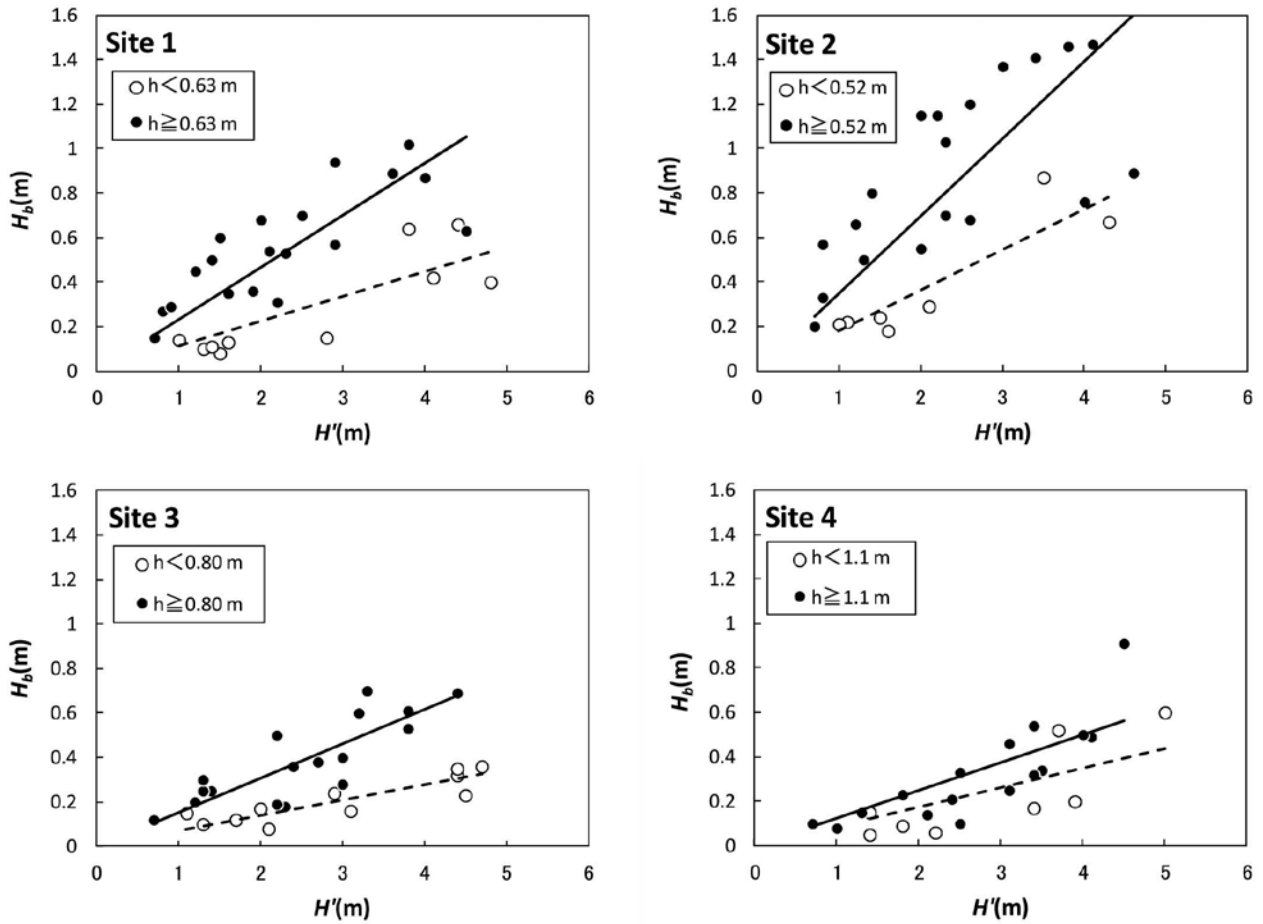 1.6
1.4
1.2
1
0.8
0.6
0.4
0.2
0
Hb(m)
Site 1
h<0.63 m
h≧0.63 m
0 1 2 3 4 5 6
H'(m)
1.6
1.4
1.2
1
0.8
0.6
0.4
0.2
0
Hb(m)
Site 2
h<0.52 m
h≧0.52 m
0 1 2 3 4 5 6
H'(m)
1.6
1.4
1.2
1
0.8
0.6
0.4
0.2
0
Hb(m)
Site 3
h<0.80 m
h≧0.80 m
0 1 2 3 4 5 6
H'(m)
1.6
1.4
1.2
1
0.8
0.6
0.4
0.2
0
Hb(m)
Site 4
h<1.1 m
h≧1.1 m
0 1 2 3 4 5 6
H'(m)